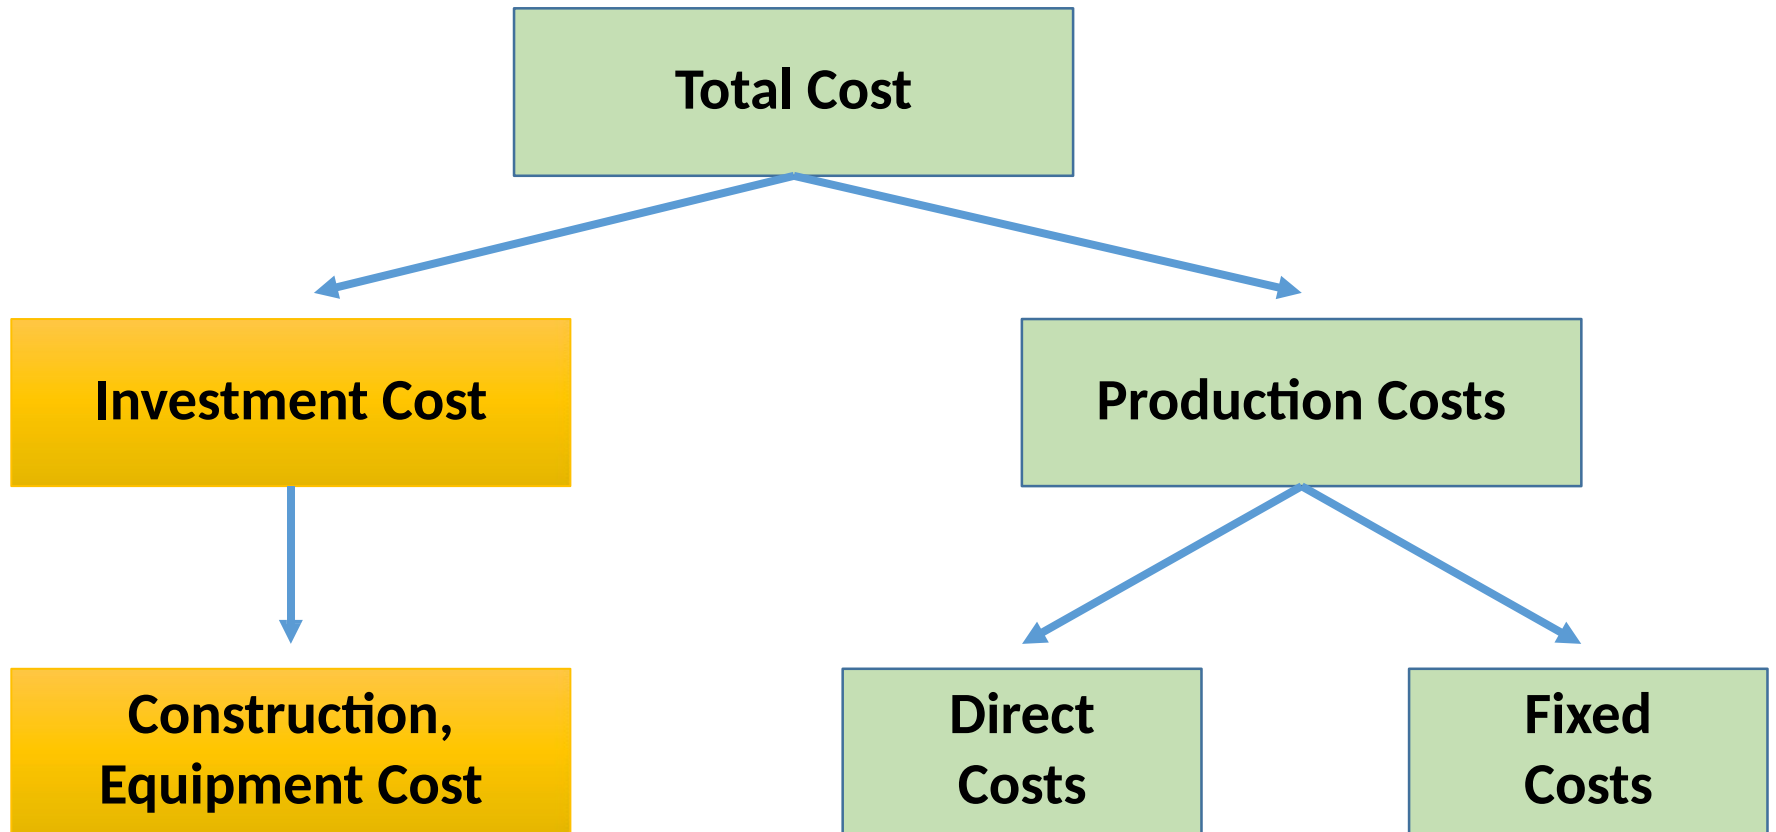 Total Cost
Investment Cost
Production Costs
Construction,
Equipment Cost
Direct
Costs
Fixed
Costs